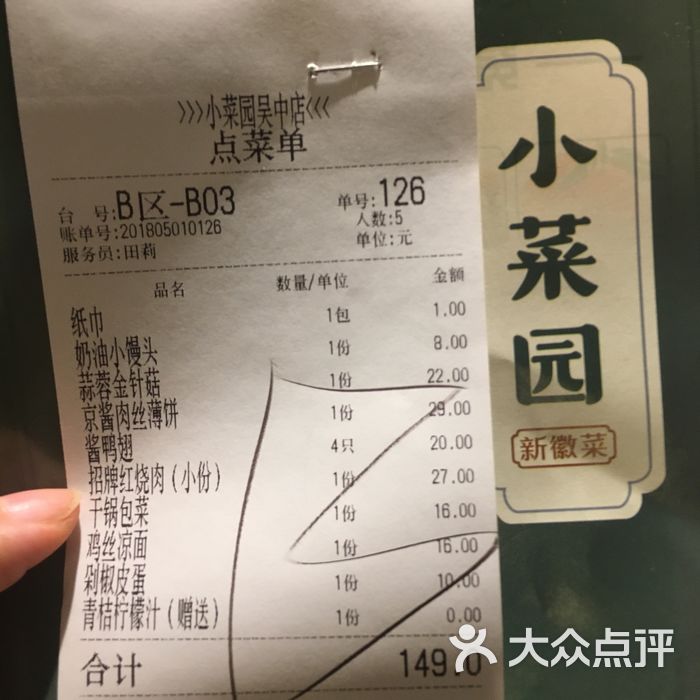 >>>小菜园吴中店<<<
点菜单
台 号:B区-B03 单号:126
账单号:201805010126 人数:5
服务员:田莉 单位:元
品名 数量/单位 金额
纸巾 1包 1.00
奶油小馒头 1份 8.00
蒜蓉金针菇 1份 22.00
京酱肉丝薄饼 1份 29.00
酱鸭翅 4只 20.00
招牌红烧肉(小份) 1份 27.00
干锅包菜 1份 16.00
鸡丝凉面 1份 16.00
剁椒皮蛋 1份 10.00
青桔柠檬汁(赠送) 1份 0.00
合计 149.0
小菜园
新徽菜
大众点评